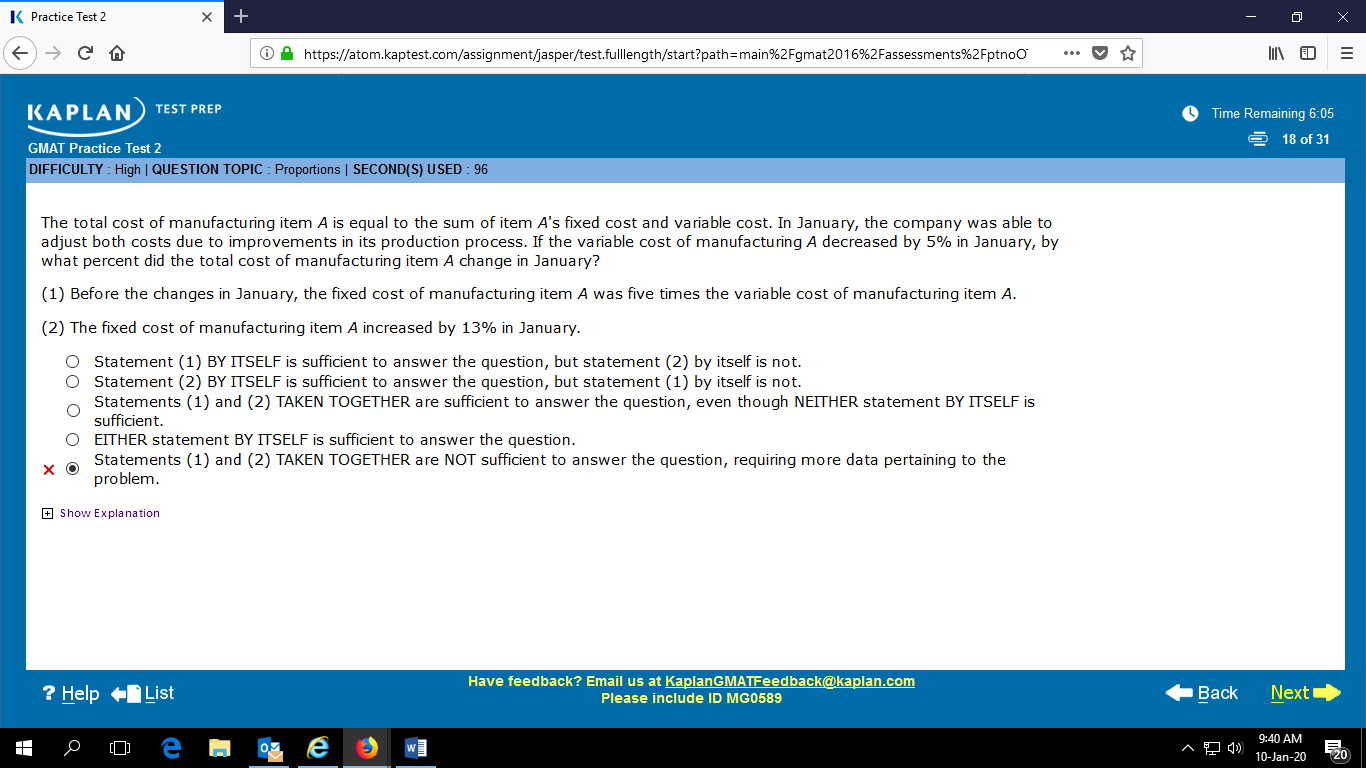 Practice Test 2
https://atom.kaptest.com/assignment/jasper/test.fulllength/start?path=main%2Fgmat2016%2Fassessments%2FptnoO
KAPLAN TEST PREP
Time Remaining 6:05
GMAT Practice Test 2
18 of 31
DIFFICULTY : High | QUESTION TOPIC : Proportions | SECOND(S) USED : 96
The total cost of manufacturing item A is equal to the sum of item A's fixed cost and variable cost. In January, the company was able to
adjust both costs due to improvements in its production process. If the variable cost of manufacturing A decreased by 5% in January, by
what percent did the total cost of manufacturing item A change in January?
(1) Before the changes in January, the fixed cost of manufacturing item A was five times the variable cost of manufacturing item A.
(2) The fixed cost of manufacturing item A increased by 13% in January.
Statement (1) BY ITSELF is sufficient to answer the question, but statement (2) by itself is not.
Statement (2) BY ITSELF is sufficient to answer the question, but statement (1) by itself is not.
Statements (1) and (2) TAKEN TOGETHER are sufficient to answer the question, even though NEITHER statement BY ITSELF is
sufficient.
EITHER statement BY ITSELF is sufficient to answer the question.
Statements (1) and (2) TAKEN TOGETHER are NOT sufficient to answer the question, requiring more data pertaining to the
problem.
Show Explanation
? Help
List
Have feedback? Email us at KaplanGMATFeedback@kaplan.com
Please include ID MG0589
Back
Next
9:40 AM
10-Jan-20
20